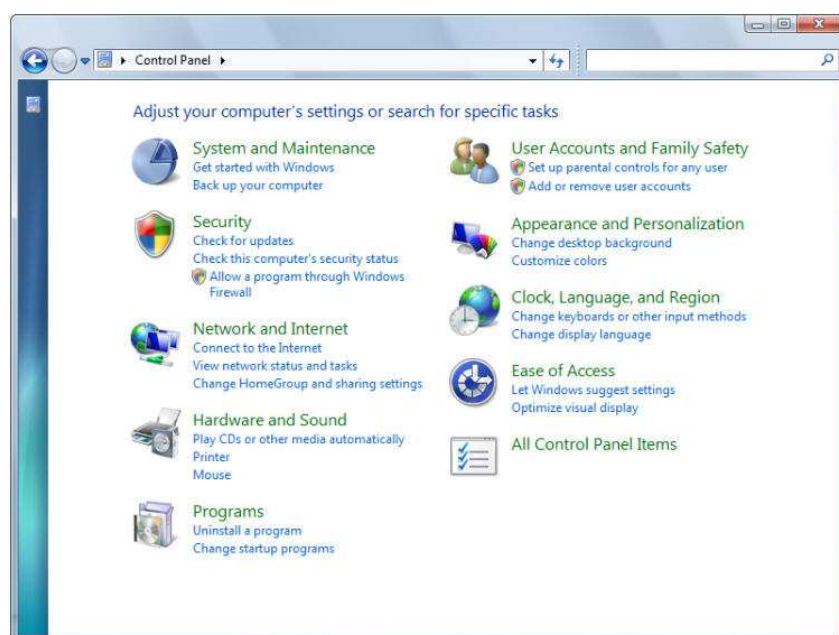 Control Panel
Adjust your computer's settings or search for specific tasks
System and Maintenance
Get started with Windows
Back up your computer
Security
Check for updates
Check this computer's security status
Allow a program through Windows
Firewall
Network and Internet
Connect to the Internet
View network status and tasks
Change HomeGroup and sharing settings
Hardware and Sound
Play CDs or other media automatically
Printer
Mouse
Programs
Uninstall a program
Change startup programs
User Accounts and Family Safety
Set up parental controls for any user
Add or remove user accounts
Appearance and Personalization
Change desktop background
Customize colors
Clock, Language, and Region
Change keyboards or other input methods
Change display language
Ease of Access
Let Windows suggest settings
Optimize visual display
All Control Panel Items